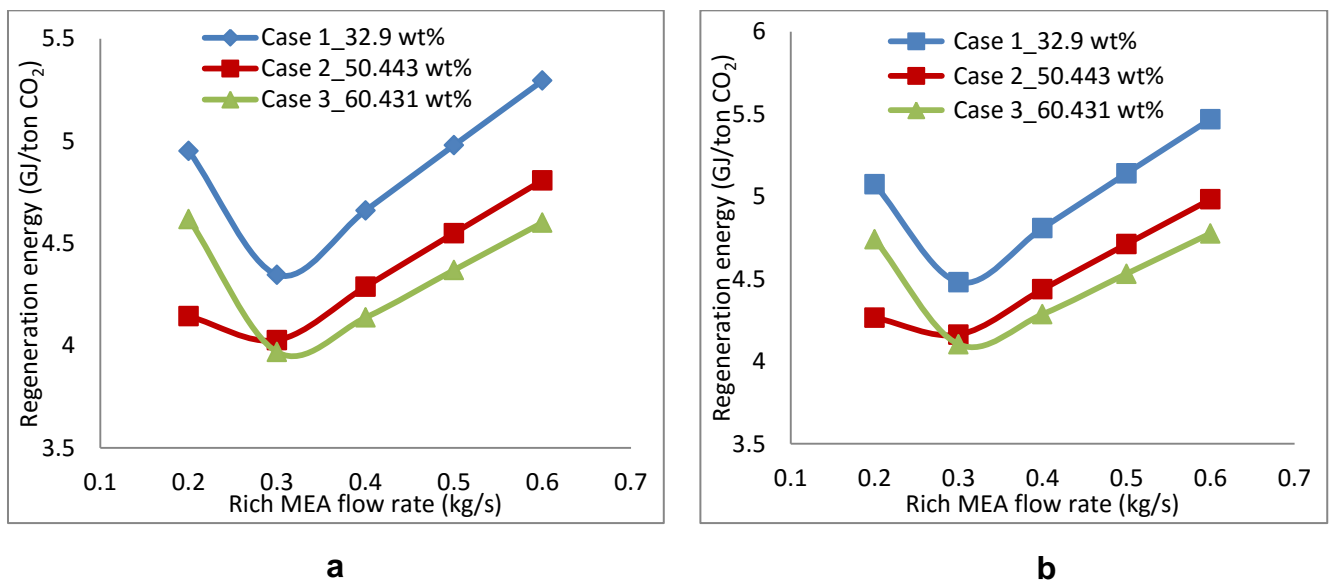 Regeneration energy (GJ/ton CO₂)
5.5
5
4.5
4
3.5
Case 1_32.9 wt%
Case 2_50.443 wt%
Case 3_60.431 wt%
0.1 0.2 0.3 0.4 0.5 0.6 0.7
Rich MEA flow rate (kg/s)
a
Regeneration energy (GJ/ton CO₂)
6
5.5
5
4.5
4
3.5
Case 1_32.9 wt%
Case 2_50.443 wt%
Case 3_60.431 wt%
0.1 0.2 0.3 0.4 0.5 0.6 0.7
Rich MEA flow rate (kg/s)
b